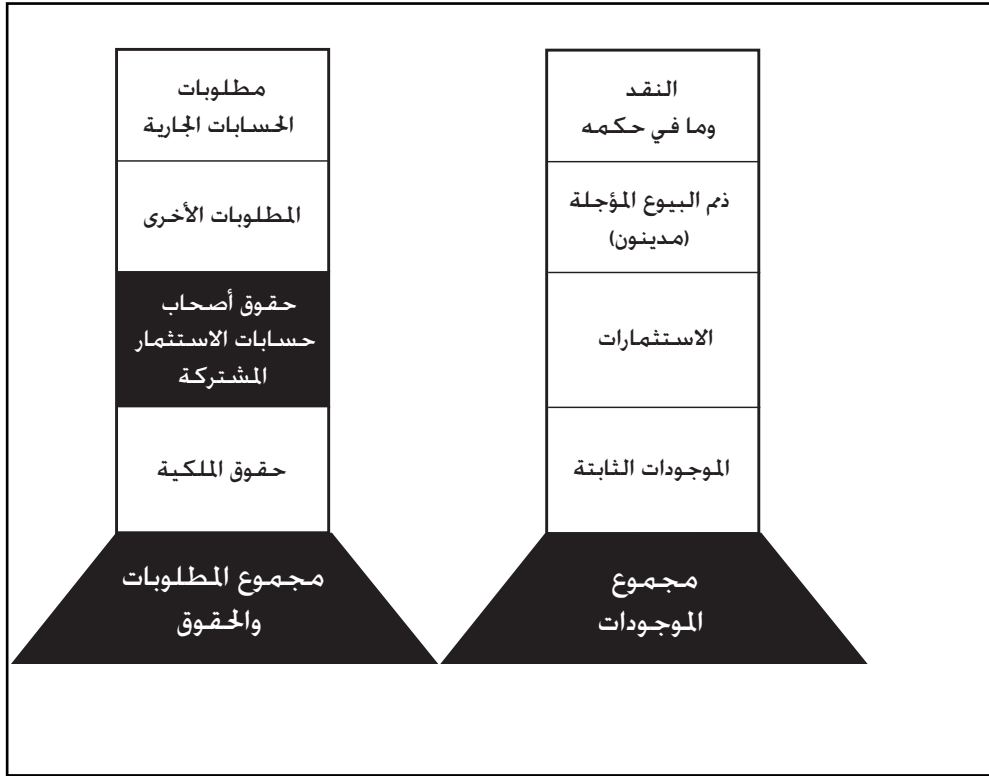 النقد
وما في حكمه
ذمم البيوع المؤجلة
(مدينون)
الاستثمارات
الموجودات الثابتة
مجموع
الموجودات
مطلوبات
الحسابات الجارية
المطلوبات الأخرى
حقوق أصحاب
حسابات الاستثمار
المشتركة
حقوق الملكية
مجموع المطلوبات
والحقوق